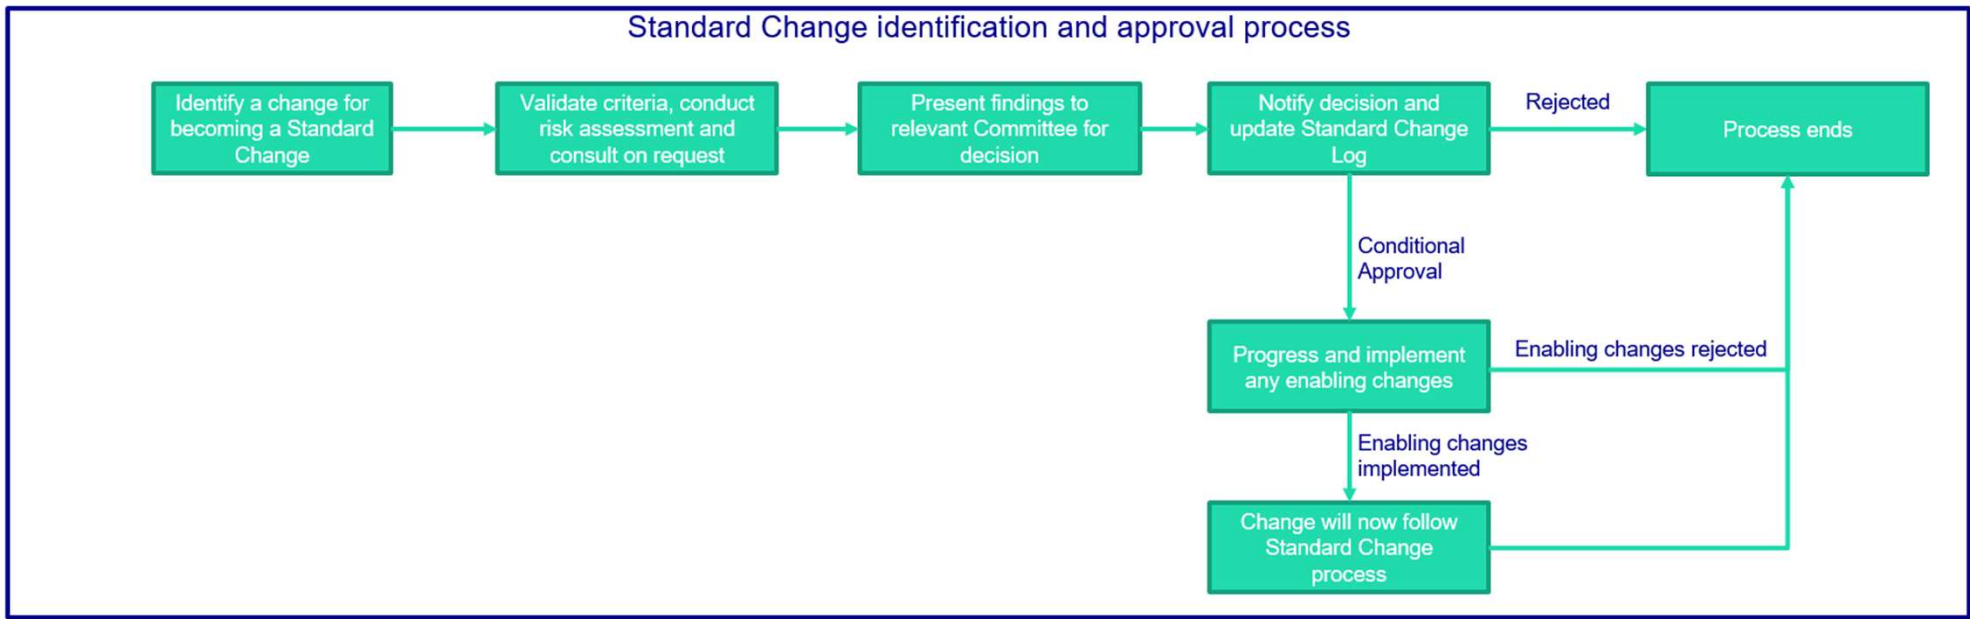 Standard Change identification and approval process
Identify a change for
becoming a Standard
Change
Validate criteria, conduct
risk assessment and
consult on request
Present findings to
relevant Committee for
decision
Notify decision and
update Standard Change
Log
Rejected
Process ends
Conditional
Approval
Progress and implement
any enabling changes
Enabling changes rejected
Enabling changes
implemented
Change will now follow
Standard Change
process